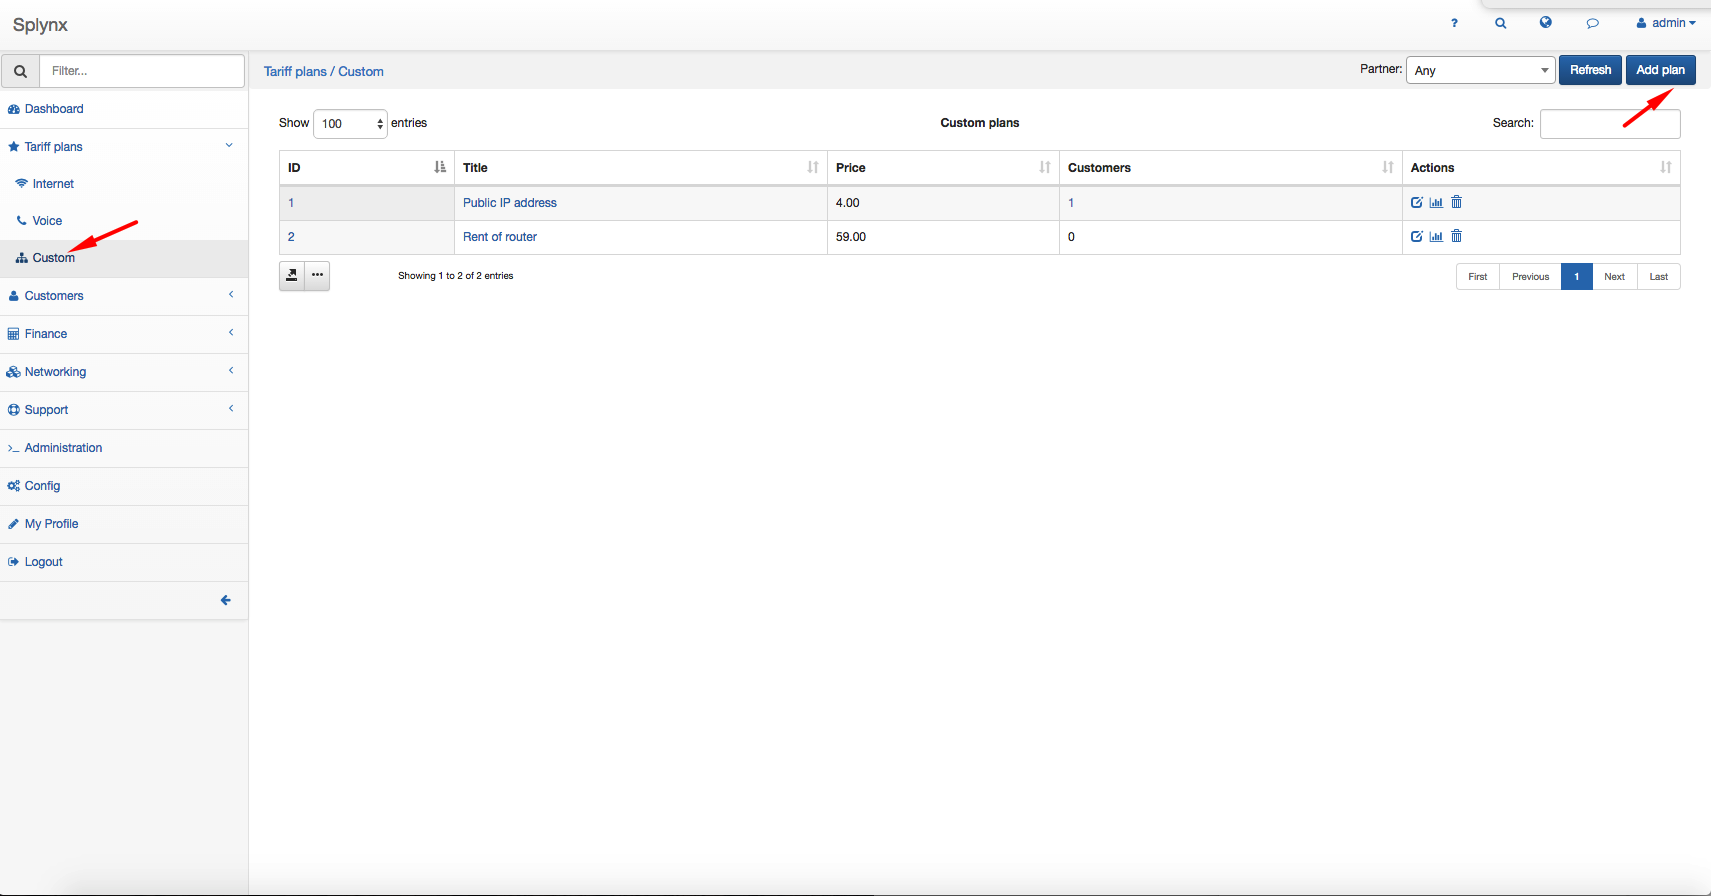 Splynx
? admin
Filter...
Tariff plans / Custom
Partner: Any Refresh Add plan
Dashboard
Tariff plans
Internet
Voice
Custom
Customers
Finance
Networking
Support
Administration
Config
My Profile
Logout
Show 100 entries
Custom plans
Search:
ID Title Price Customers Actions
1 Public IP address 4.00 1
2 Rent of router 59.00 0
Showing 1 to 2 of 2 entries
First Previous 1 Next Last